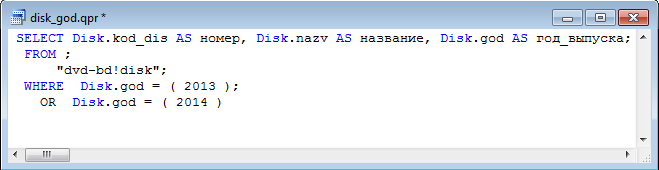 disk_god.qpr *
SELECT Disk.kod_dis AS номер, Disk.nazv AS название, Disk.god AS год_выпуска;
FROM ;
"dvd-bd!disk";
WHERE Disk.god = ( 2013 );
OR Disk.god = ( 2014 )